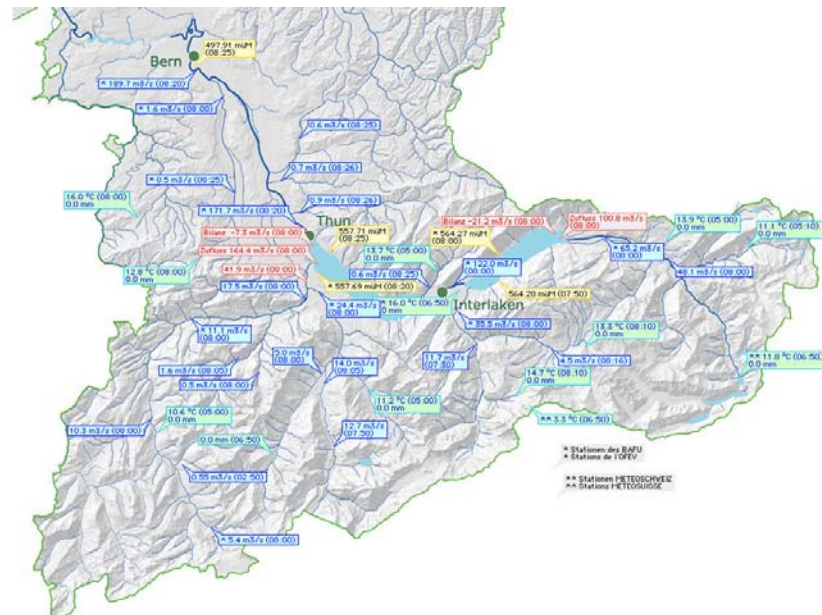 497.91 müM
(08:25)
Bern
* 189.7 m3/s (08:20)
* 1.6 m3/s (08:00)
0.6 m3/s (08:25)
0.7 m3/s (08:26)
* 0.5 m3/s (00:25)
16.0 °C (08:00)
0.0 mm
0.9 m3/s (08:26)
* 171.7 m3/s (08:20)
Thun
Bilanz -7.3 m3/s (08:00)
557.71 müM
(08:25)
* 564.27 müM
(08:00)
Bilanz -21.2 m3/s (08:00)
Zufluss 100.8 m3/s
(08:00)
13.9 °C (05:00)
0.0 mm
11.1 °C (05:10)
0.0 mm
Zufluss 164.4 m3/s (08:00)
13.7 °C (05:00)
0.0 mm
* 65.2 m3/s
(08:00)
12.8 °C (08:00)
0.0 mm
41.9 m3/s (08:00)
0.6 m3/s (08:25)
* 122.0 m3/s
(08:00)
48.1 m3/s (08:00)
17.5 m3/s (08:00)
* 557.69 müM (08:20)
564.28 müM (07:50)
* 24.4 m3/s
(08:00)
* 16.0 °C (06:50)
0 mm
Interlaken
* 11.1 m3/s
(08:00)
* 35.5 m3/s (08:00)
13.3 °C (08:10)
0.0 mm
1.6 m3/s (08:05)
m3/s
(08:00)
14.0 m3/s
(08:05)
11.7 m3/s
(07:30)
4.5 m3/s (08:16)
** 11.8 °C (06:50)
0.0 mm
0.5 m3/s (08:00)
14.7 °C (08:10)
0.0 mm
11.2 °C (05:00)
0.0 mm
10.6 °C (05:00)
0.0 mm
10.3 m3/s (08:00)
12.7 m3/s
(07:50)
** 3.3 °C (06:50)
0.0 mm (06:50)
* Stationen des BAFU
* Stations de l'OFEV
0.55 m3/s (02:50)
** Stationen METEOSCHWEIZ
^^ Stations METEOSUISSE
* 5.4 m3/s (08:00)